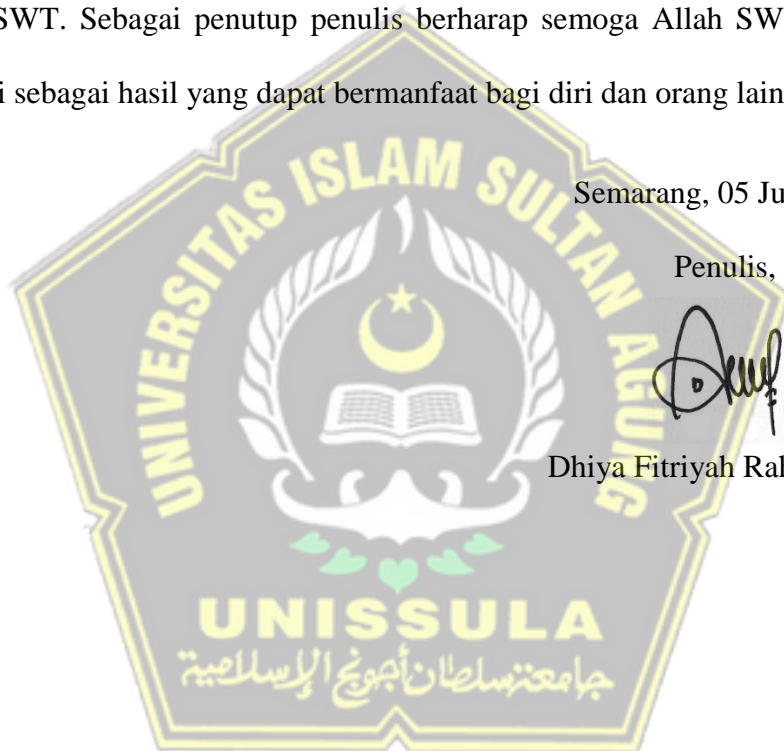 SWT. Sebagai penutup penulis berharap semoga Allah SW
i sebagai hasil yang dapat bermanfaat bagi diri dan orang lain
Semarang, 05 Ju
Penulis,
Dhiya Fitriyah Ra
UNIVERSITAS ISLAM SULTAN AGUNG
UNISSULA
جامعة سلطان أجونج الإسلامية